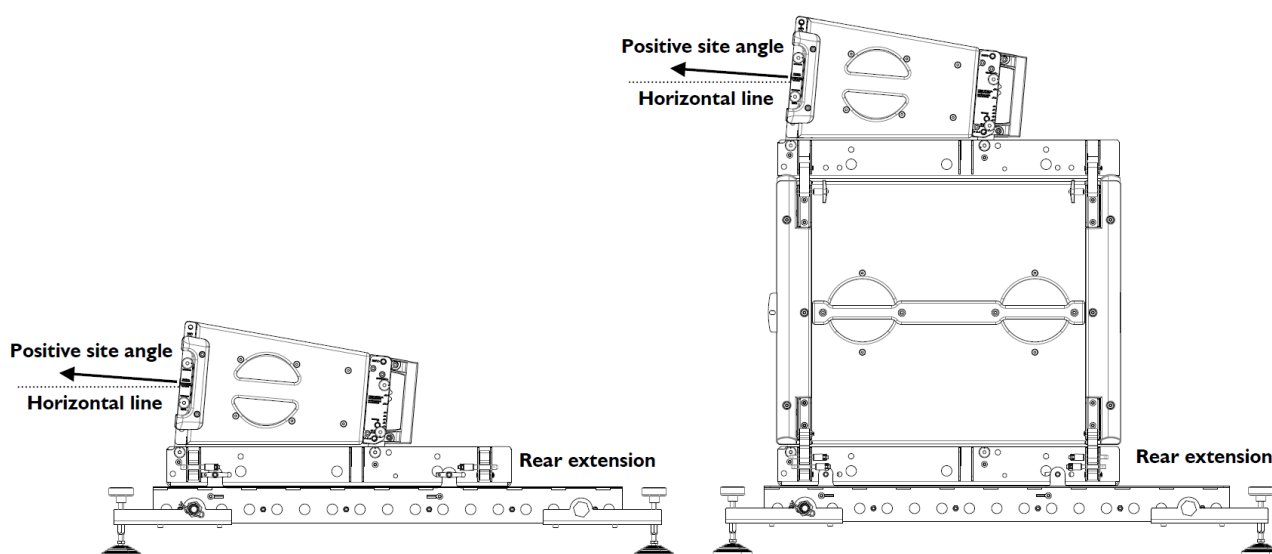 Positive site angle
Horizontal line
Rear extension
Positive site angle
Horizontal line
Rear extension